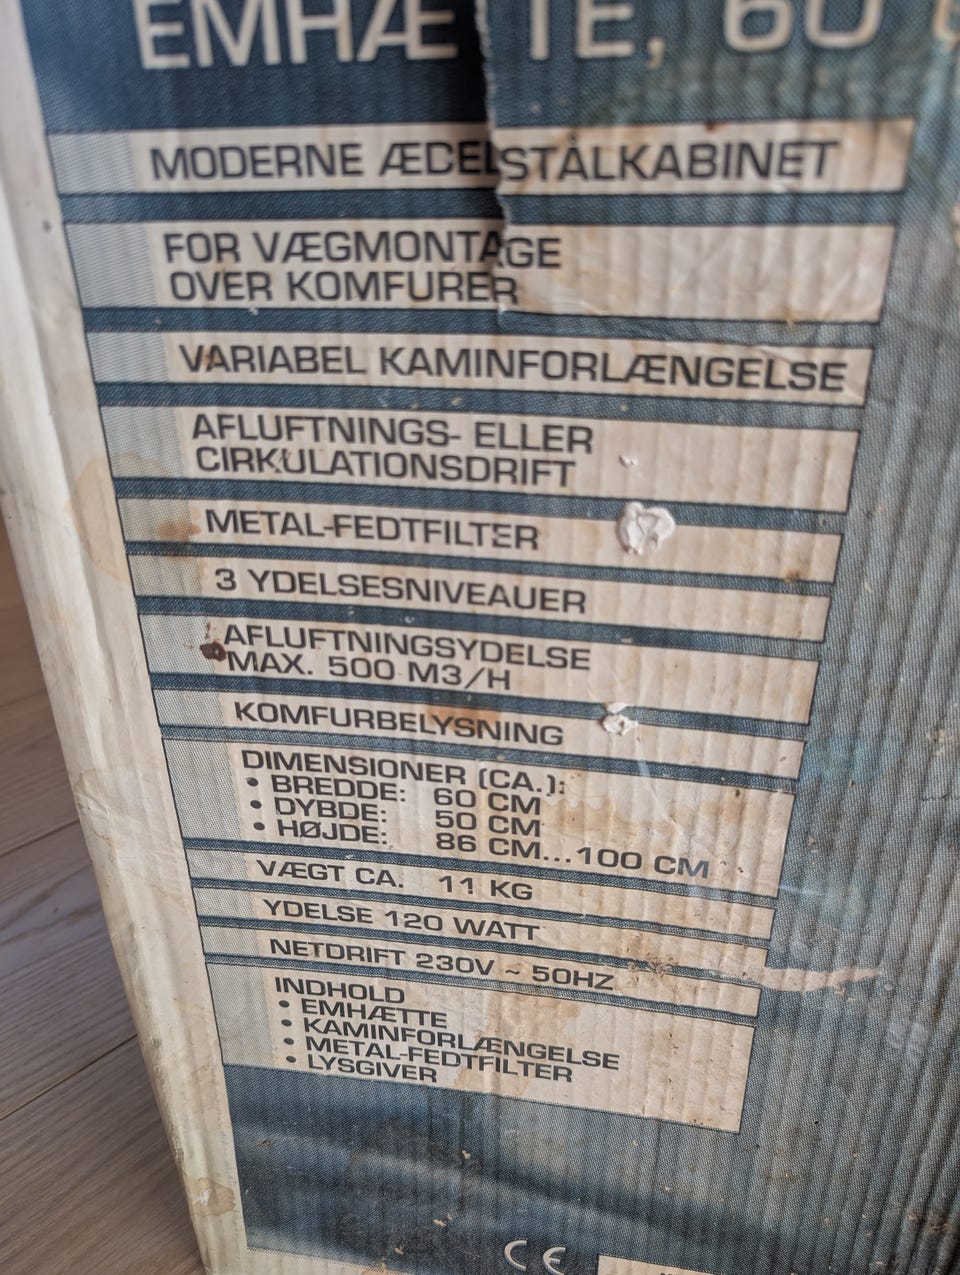 EMHÆTTE, 60
MODERNE ÆDELSTÅLKABINET
FOR VÆGMONTAGE
OVER KOMFURER
VARIABEL KAMINFORLÆNGELSE
AFLUFTNINGS- ELLER
CIRKULATIONSDRIFT
METAL-FEDTFILTER
3 YDELSESNIVEAUER
AFLUFTNINGSYDELSE
MAX. 500 M3/H
KOMFURBELYSNING
DIMENSIONER (CA.):
• BREDDE: 60 CM
• DYBDE: 50 CM
• HØJDE: 86 CM...100 CM
VÆGT CA. 11 KG
YDELSE 120 WATT
NETDRIFT 230V ~ 50HZ
INDHOLD
• EMHÆTTE
• KAMINFORLÆNGELSE
• METAL-FEDTFILTER
• LYSGIVER
CE